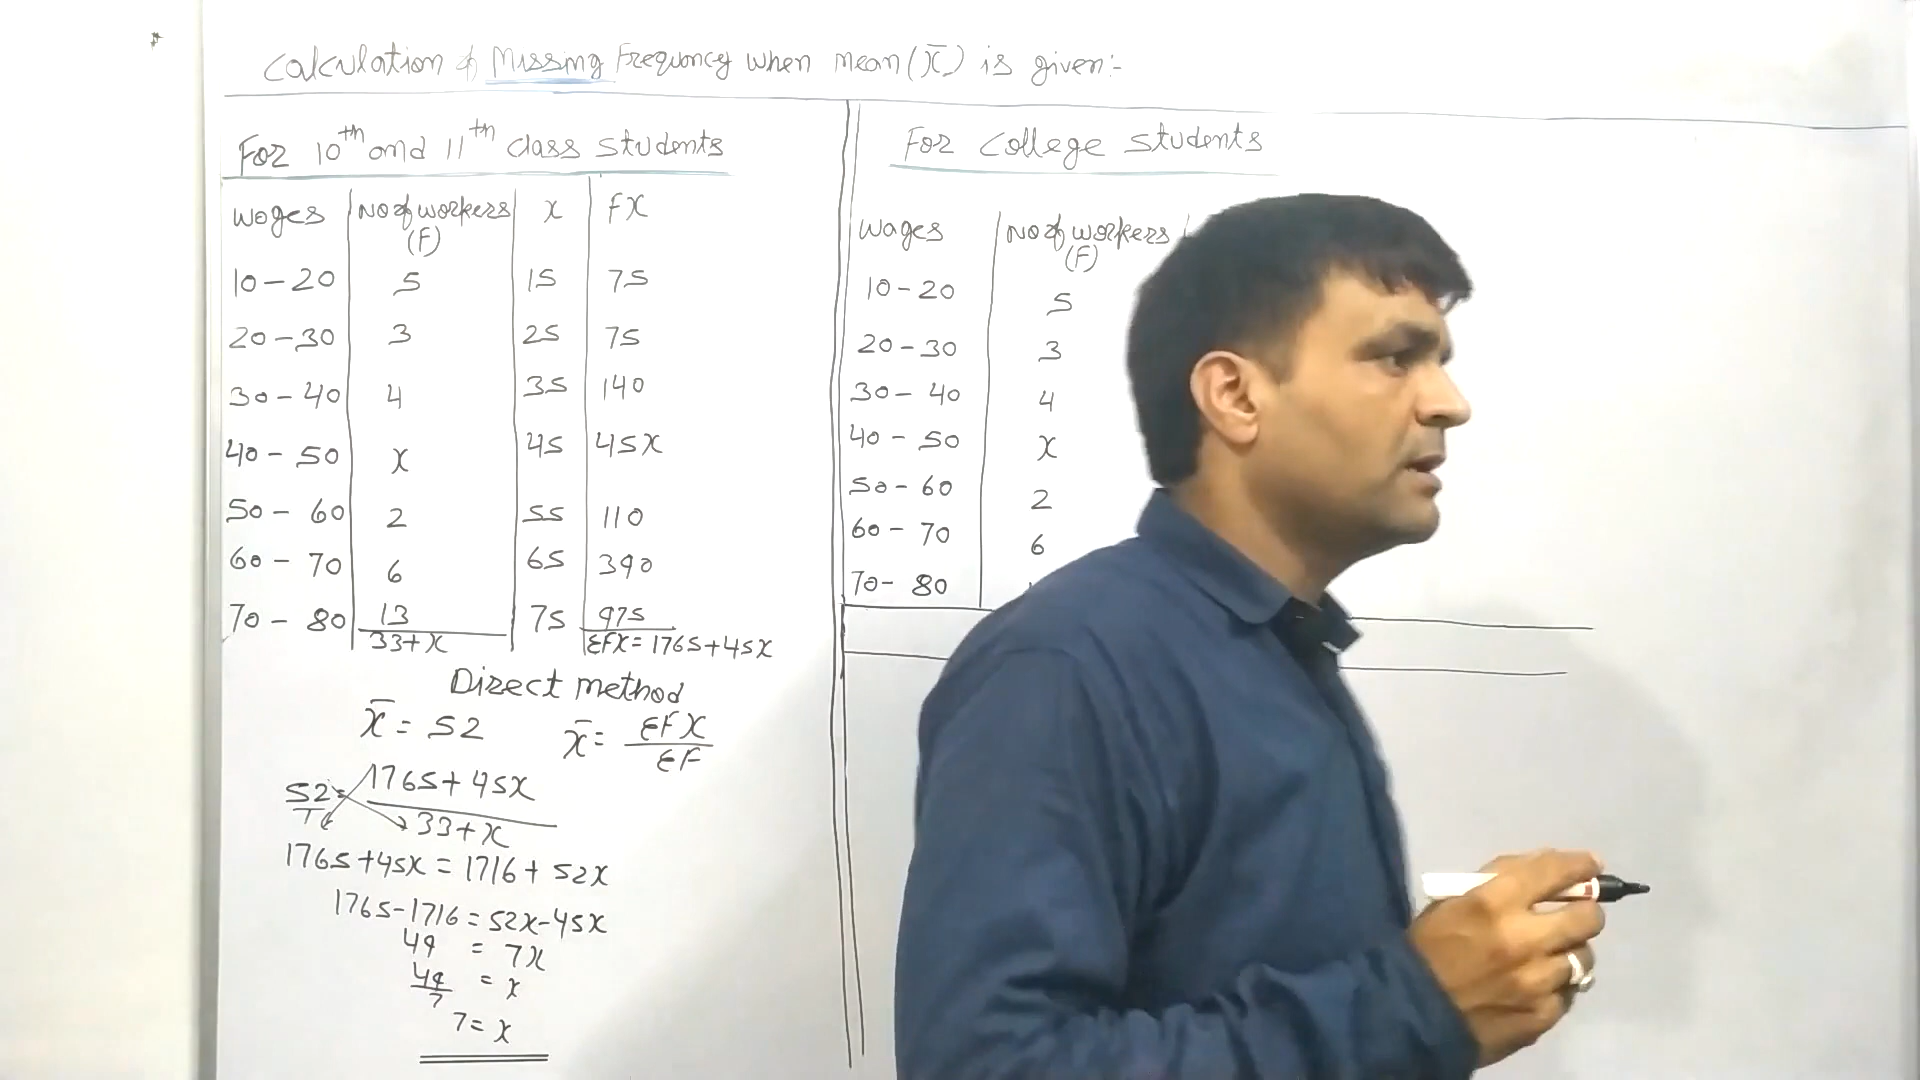 Calculation of Missing Frequency when mean (x̄) is given:-
For 10th and 11th class students
Wages No of workers (F) x FX
10-20 5 15 75
20-30 3 25 75
30-40 4 35 140
40-50 x 45 45x
50-60 2 55 110
60-70 6 65 390
70-80 13 75 975
33+x ΣFX=1765+45x
Direct method
x̄ = 52 x̄ = ΣFX/ΣF
52/1 = 1765+45x/33+x
1765+45x = 1716+52x
1765-1716 = 52x-45x
49 = 7x
49/7 = x
7 = x
For College students
Wages No of workers (F)
10-20 5
20-30 3
30-40 4
40-50 x
50-60 2
60-70 6
70-80